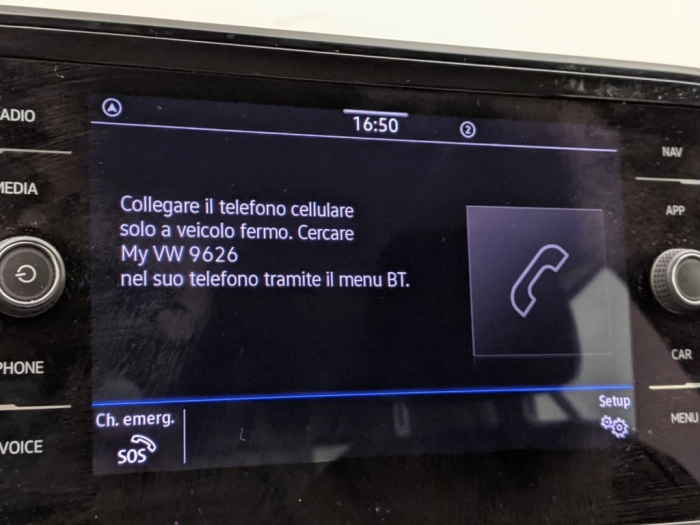 ADIO
MEDIA
PHONE
VOICE
16:50
2
Collegare il telefono cellulare
solo a veicolo fermo. Cercare
My VW 9626
nel suo telefono tramite il menu BT.
Ch. emerg.
SOS
Setup
NAV
APP
CAR
MENU